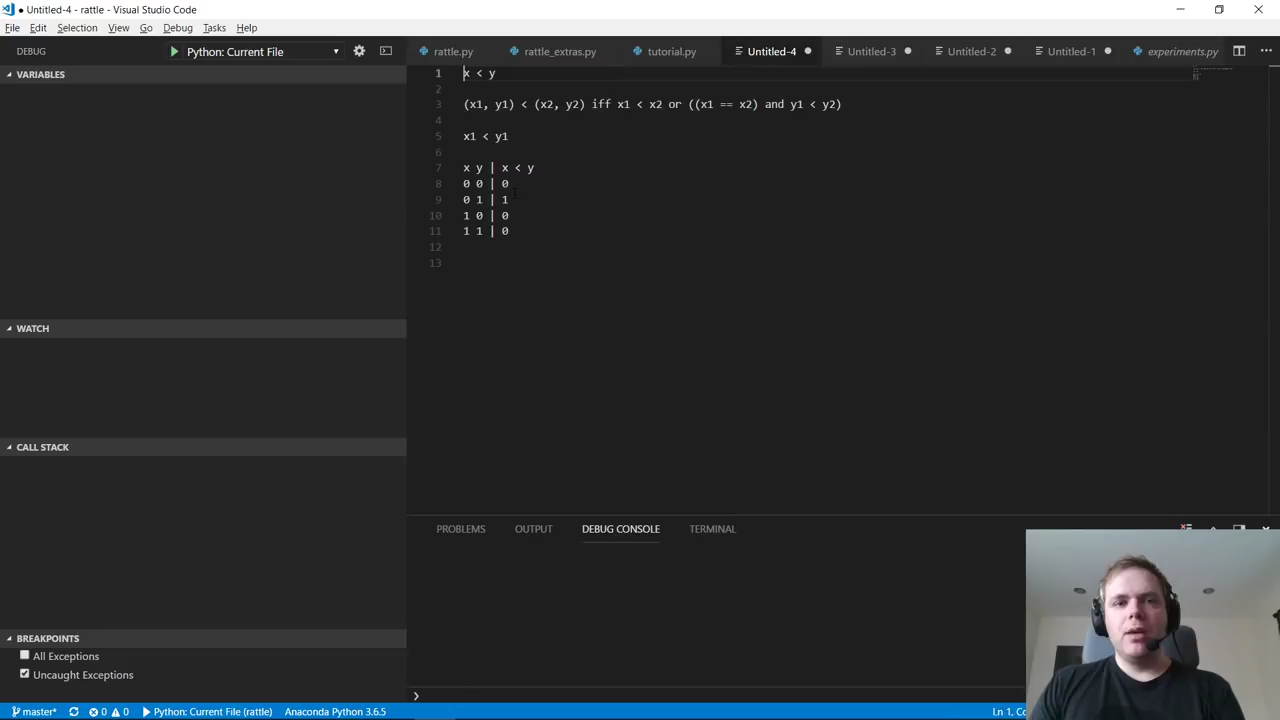 ● Untitled-4 - rattle - Visual Studio Code
File Edit Selection View Go Debug Tasks Help
DEBUG Python: Current File
rattle.py rattle_extras.py tutorial.py Untitled-4 Untitled-3 Untitled-2 Untitled-1 experiments.py
VARIABLES
1 x < y
2
3 (x1, y1) < (x2, y2) iff x1 < x2 or ((x1 == x2) and y1 < y2)
4
5 x1 < y1
6
7 x y | x < y
8 0 0 | 0
9 0 1 | 1
10 1 0 | 0
11 1 1 | 0
12
13
WATCH
CALL STACK
PROBLEMS OUTPUT DEBUG CONSOLE TERMINAL
BREAKPOINTS
All Exceptions
Uncaught Exceptions
master* 0 0 Python: Current File (rattle) Anaconda Python 3.6.5 Ln 1,